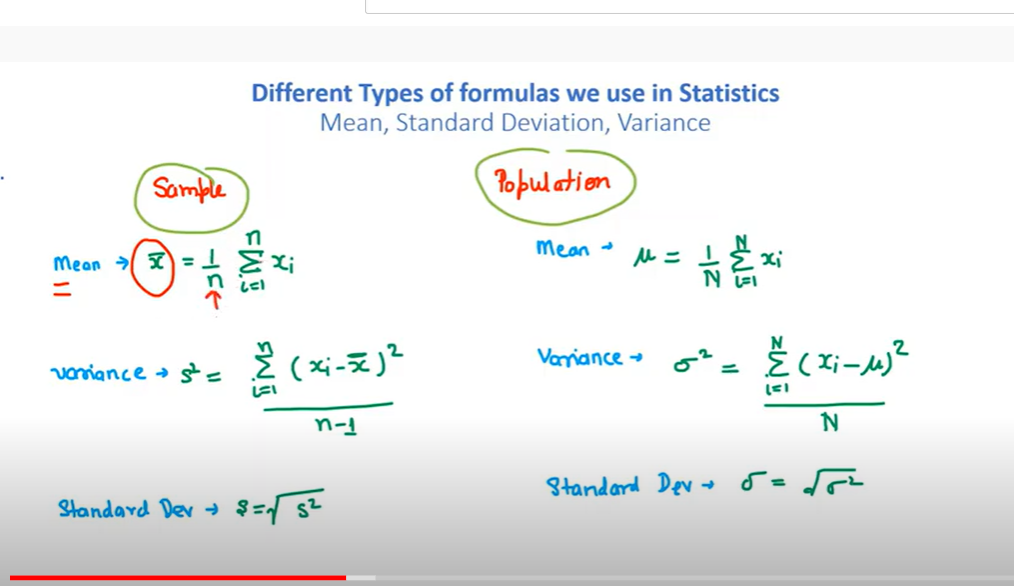 Different Types of formulas we use in Statistics
Mean, Standard Deviation, Variance
Sample
Population
Mean → x̄ = 1/n Σ_{i=1}^{n} xᵢ
Mean → μ = 1/N Σ_{i=1}^{N} xᵢ
variance → s² = Σ_{i=1}^{n} (xᵢ - x̄)² / n-1
Variance → σ² = Σ_{i=1}^{N} (xᵢ - μ)² / N
Standard Dev → s = √s²
Standard Dev → σ = √σ²